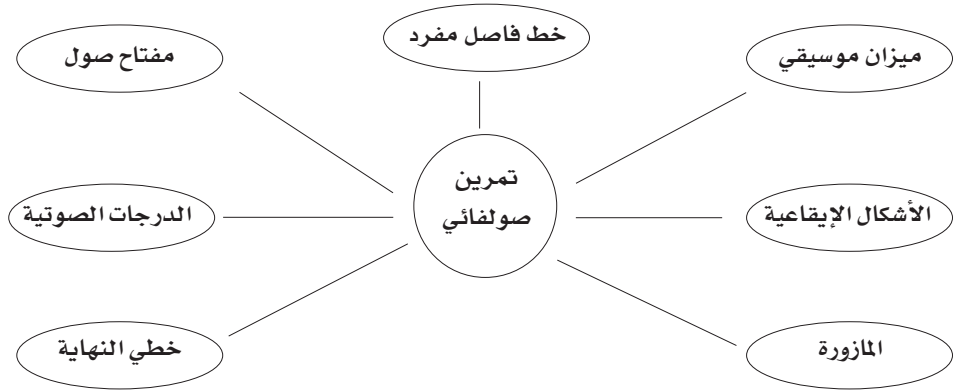 خط فاصل مفرد
ميزان موسيقي
مفتاح صول
تمرين
صولفائي
الأشكال الإيقاعية
الدرجات الصوتية
المازورة
خطي النهاية